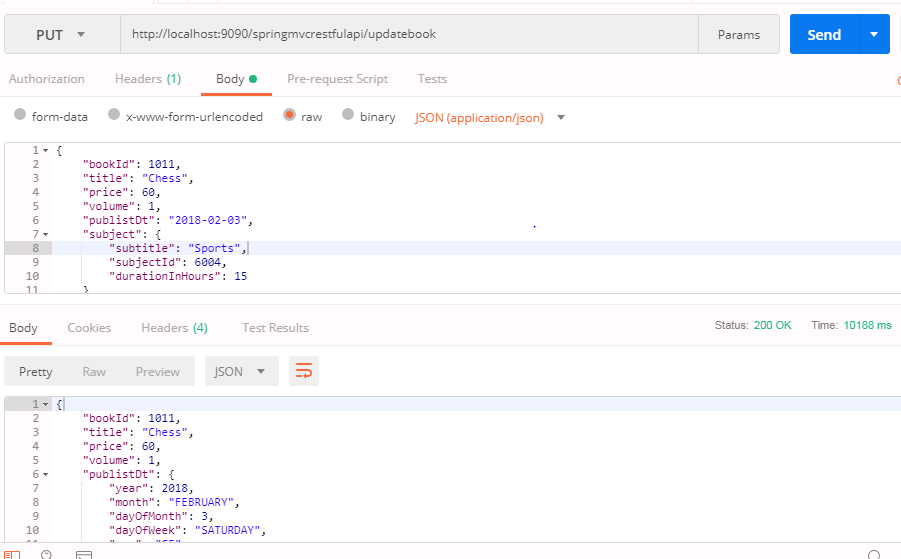 PUT http://localhost:9090/springmvcrestfulapi/updatebook Params Send
Authorization Headers (1) Body Pre-request Script Tests
form-data x-www-form-urlencoded raw binary JSON (application/json)
1 {
2 "bookId": 1011,
3 "title": "Chess",
4 "price": 60,
5 "volume": 1,
6 "publistDt": "2018-02-03",
7 "subject": {
8 "subtitle": "Sports",
9 "subjectId": 6004,
10 "durationInHours": 15
11 }
Body Cookies Headers (4) Test Results Status: 200 OK Time: 10188 ms
Pretty Raw Preview JSON
1 {
2 "bookId": 1011,
3 "title": "Chess",
4 "price": 60,
5 "volume": 1,
6 "publistDt": {
7 "year": 2018,
8 "month": "FEBRUARY",
9 "dayOfMonth": 3,
10 "dayOfWeek": "SATURDAY",